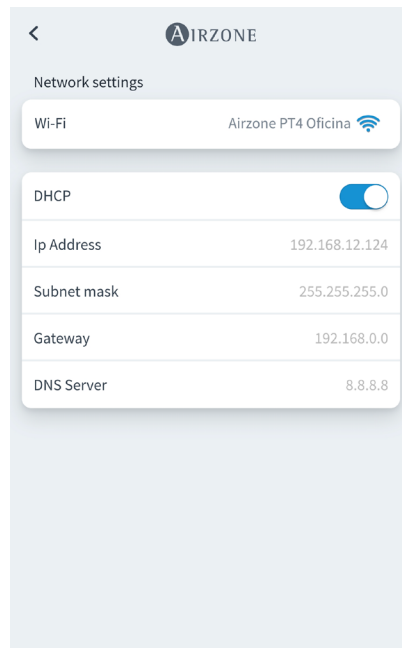 AIRZONE
Network settings
Wi-Fi Airzone PT4 Oficina
DHCP
Ip Address 192.168.12.124
Subnet mask 255.255.255.0
Gateway 192.168.0.0
DNS Server 8.8.8.8